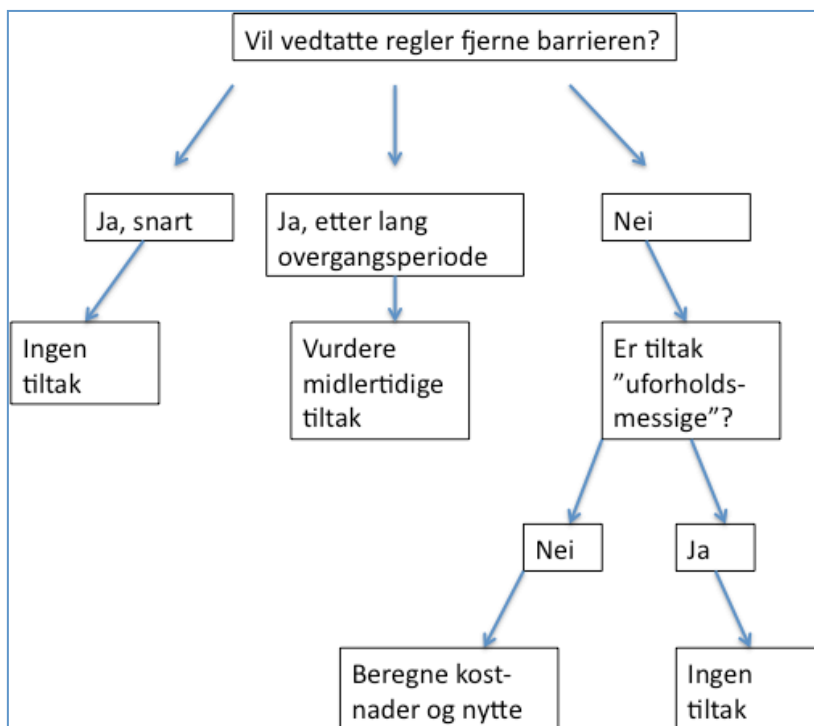 Vil vedtatte regler fjerne barrieren?
Ja, snart
Ja, etter lang
overgangsperiode
Nei
Ingen
tiltak
Vurdere
midlertidige
tiltak
Er tiltak
”uforholds-
messige”?
Nei
Ja
Beregne kost-
nader og nytte
Ingen
tiltak